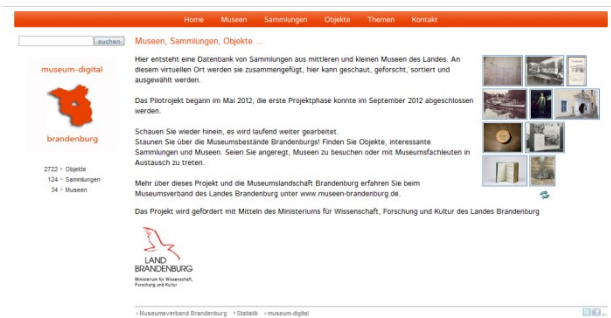 Home Museen Sammlungen Objekte Themen Kontakt
suchen
museum-digital
brandenburg
2722 Objekte
124 Sammlungen
34 Museen
Museen, Sammlungen, Objekte ...
Hier entsteht eine Datenbank von Sammlungen aus mittleren und kleinen Museen des Landes. An
diesem virtuellen Ort werden sie zusammengefügt, hier kann geschaut, geforscht, sortiert und
ausgewählt werden.
Das Pilotrojekt begann im Mai 2012, die erste Projektphase konnte im September 2012 abgeschlossen
werden.
Schauen Sie wieder hinein, es wird laufend weiter gearbeitet.
Staunen Sie über die Museumsbestände Brandenburgs! Finden Sie Objekte, interessante
Sammlungen und Museen. Seien Sie angeregt, Museen zu besuchen oder mit Museumsfachleuten in
Austausch zu treten.
Mehr über dieses Projekt und die Museumslandschaft Brandenburg erfahren Sie beim
Museumsverband des Landes Brandenburg unter www.museen-brandenburg.de.
Das Projekt wird gefördert mit Mitteln des Ministeriums für Wissenschaft, Forschung und Kultur des Landes Brandenburg
LAND
BRANDENBURG
Ministerium für Wissenschaft,
Forschung und Kultur
Museumsverband Brandenburg Statistik museum-digital